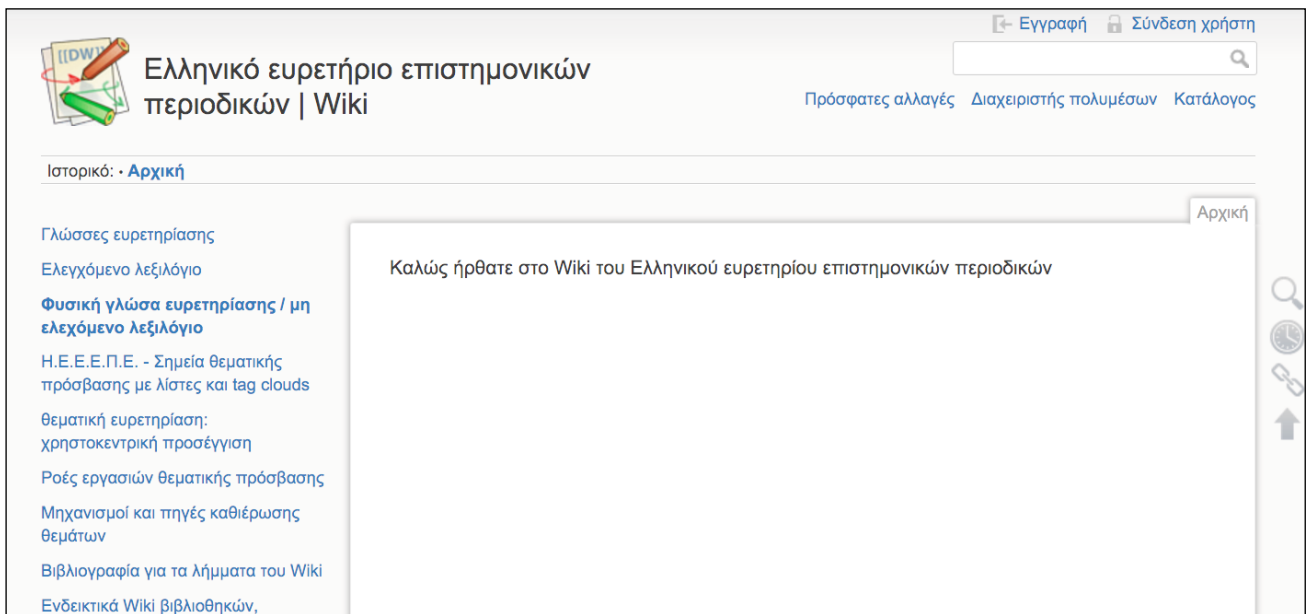 Εγγραφή Σύνδεση χρήστη
[[DW]]
Ελληνικό ευρετήριο επιστημονικών
περιοδικών | Wiki
Πρόσφατες αλλαγές Διαχειριστής πολυμέσων Κατάλογος
Ιστορικό: • Αρχική
Αρχική
Γλώσσες ευρετηρίασης
Ελεγχόμενο λεξιλόγιο
Φυσική γλώσα ευρετηρίασης / μη
ελεχόμενο λεξιλόγιο
Η.Ε.Ε.Ε.Π.Ε. - Σημεία θεματικής
πρόσβασης με λίστες και tag clouds
θεματική ευρετηρίαση:
χρηστοκεντρική προσέγγιση
Ροές εργασιών θεματικής πρόσβασης
Μηχανισμοί και πηγές καθιέρωσης
θεμάτων
Βιβλιογραφία για τα λήμματα του Wiki
Ενδεικτικά Wiki βιβλιοθηκών,
Καλώς ήρθατε στο Wiki του Ελληνικού ευρετηρίου επιστημονικών περιοδικών